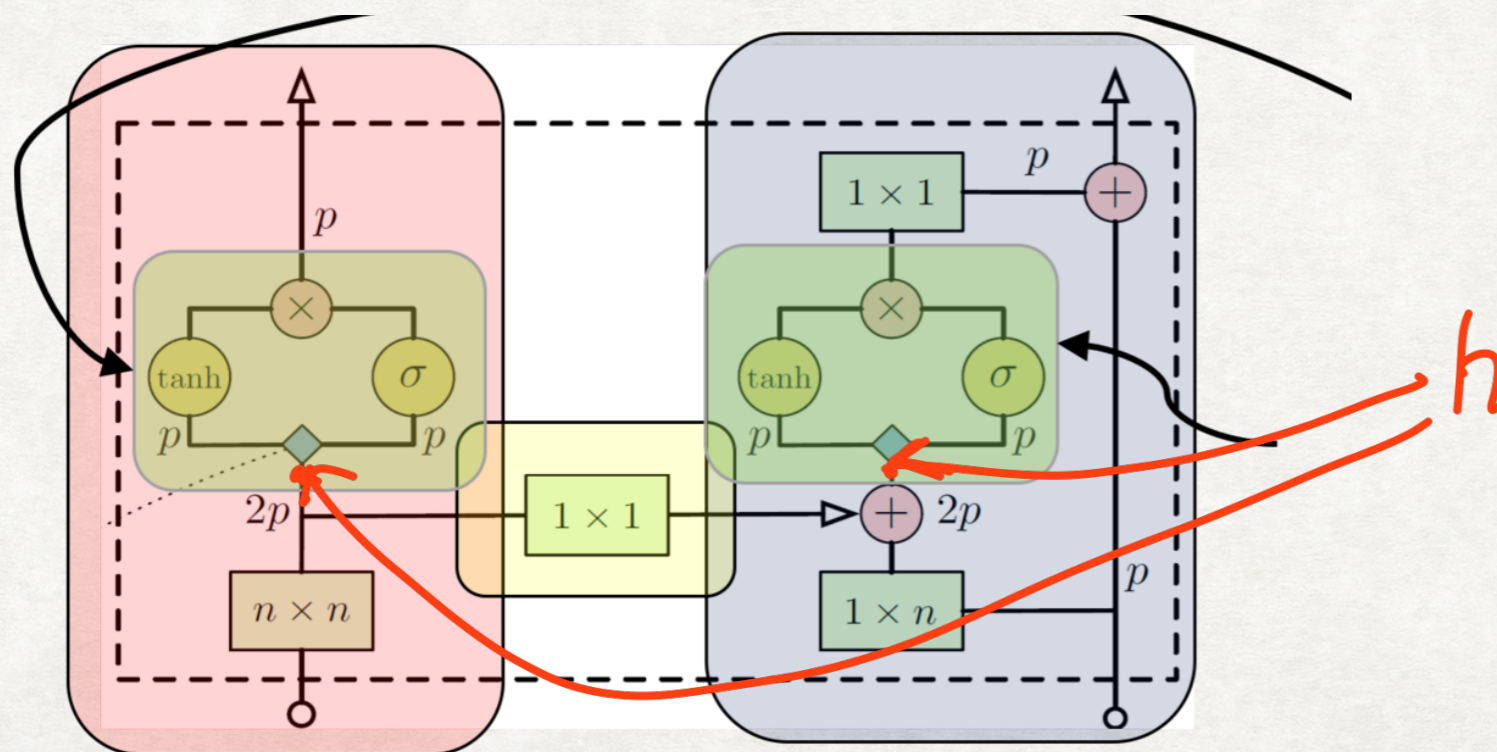 p
1 × 1
p
×
×
tanh
σ
tanh
σ
p
p
p
p
h
2p
1 × 1
+
2p
n × n
1 × n
p
+